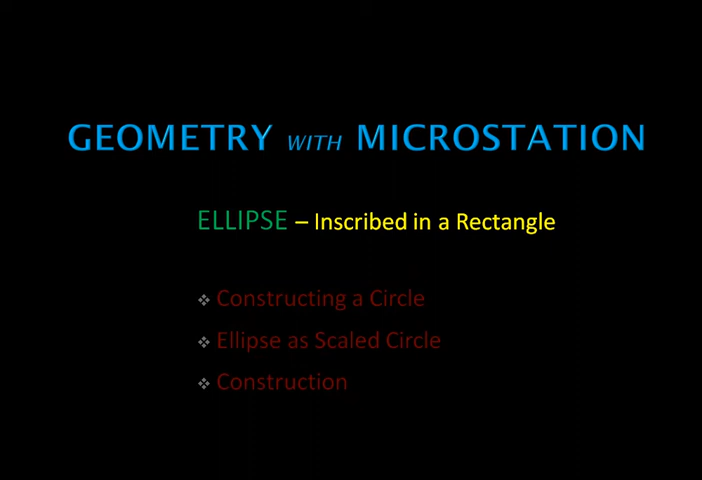 GEOMETRY WITH MICROSTATION
ELLIPSE – Inscribed in a Rectangle
❖ Constructing a Circle
❖ Ellipse as Scaled Circle
❖ Construction